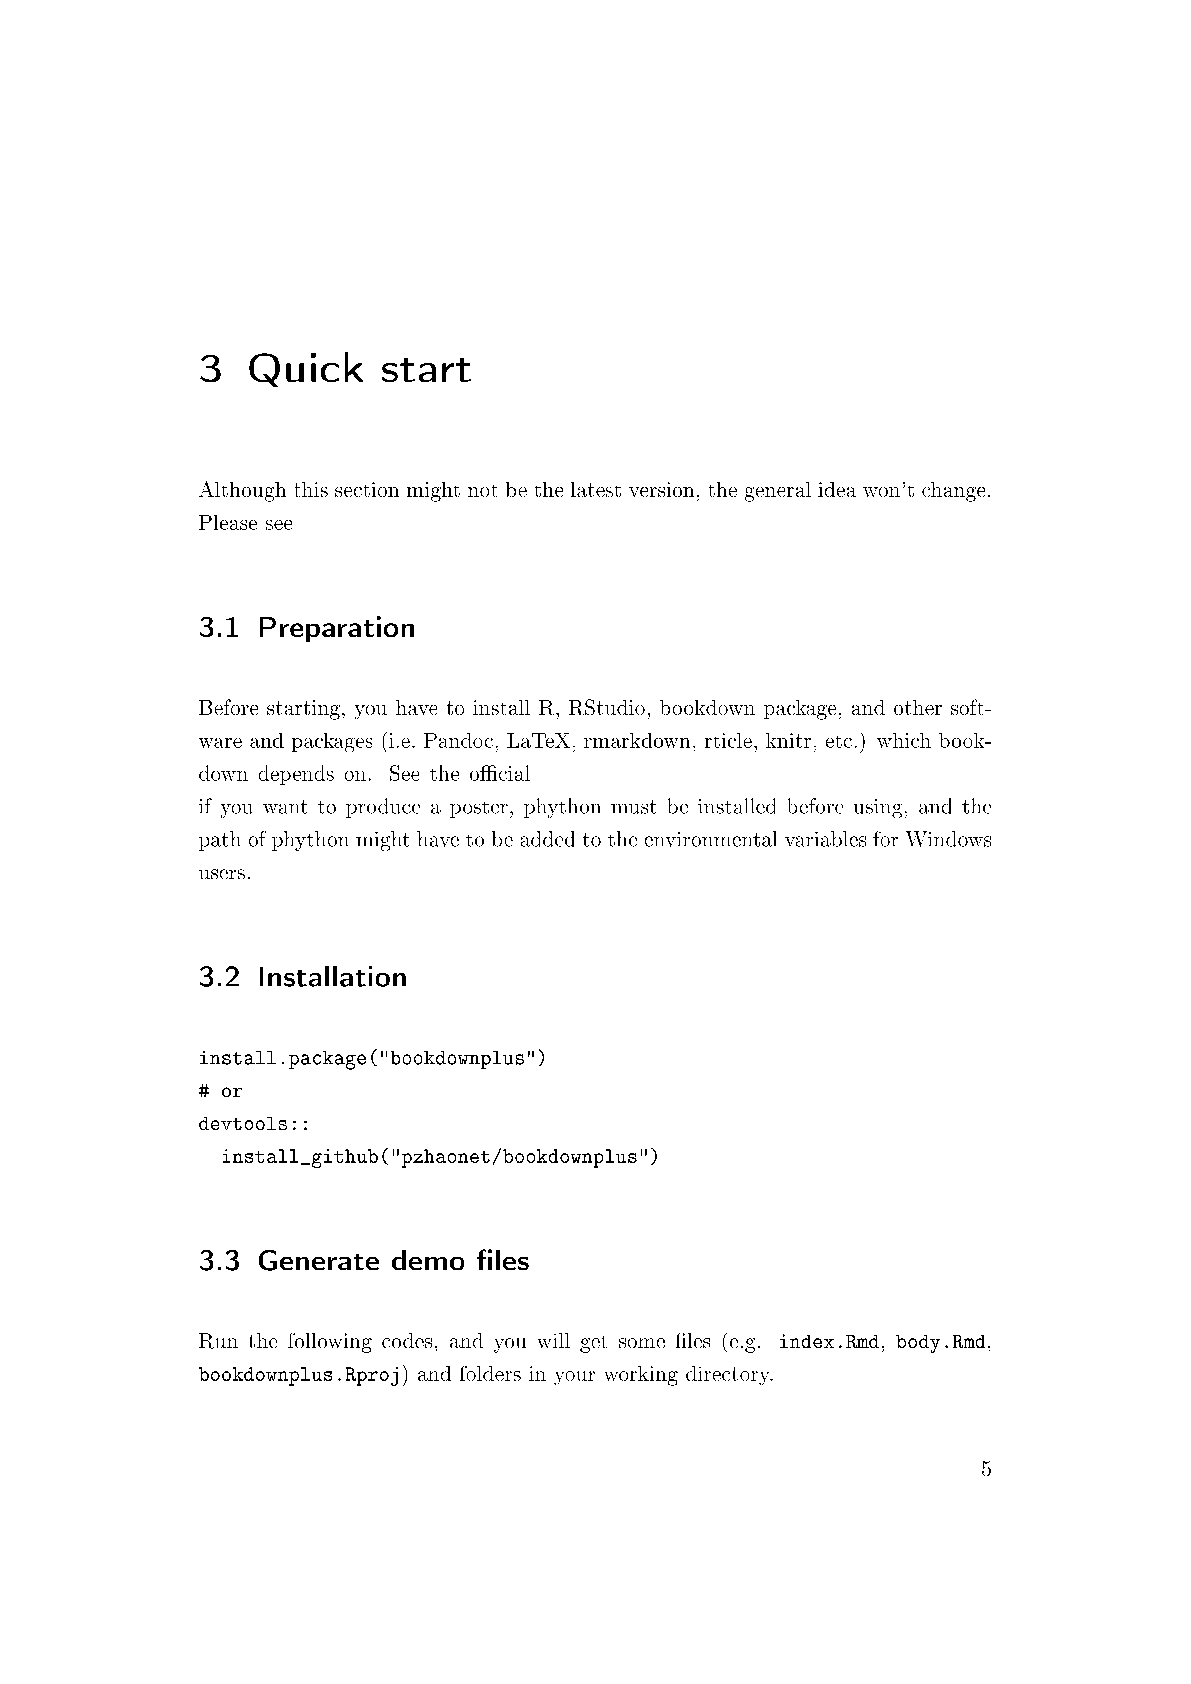 3 Quick start
Although this section might not be the latest version, the general idea won't change.
Please see
3.1 Preparation
Before starting, you have to install R, RStudio, bookdown package, and other soft-
ware and packages (i.e. Pandoc, LaTeX, rmarkdown, rticle, knitr, etc.) which book-
down depends on. See the official
if you want to produce a poster, phython must be installed before using, and the
path of phython might have to be added to the environmental variables for Windows
users.
3.2 Installation
install.package("bookdownplus")
# or
devtools::
  install_github("pzhaonet/bookdownplus")
3.3 Generate demo files
Run the following codes, and you will get some files (e.g. index.Rmd, body.Rmd,
bookdownplus.Rproj) and folders in your working directory.
5